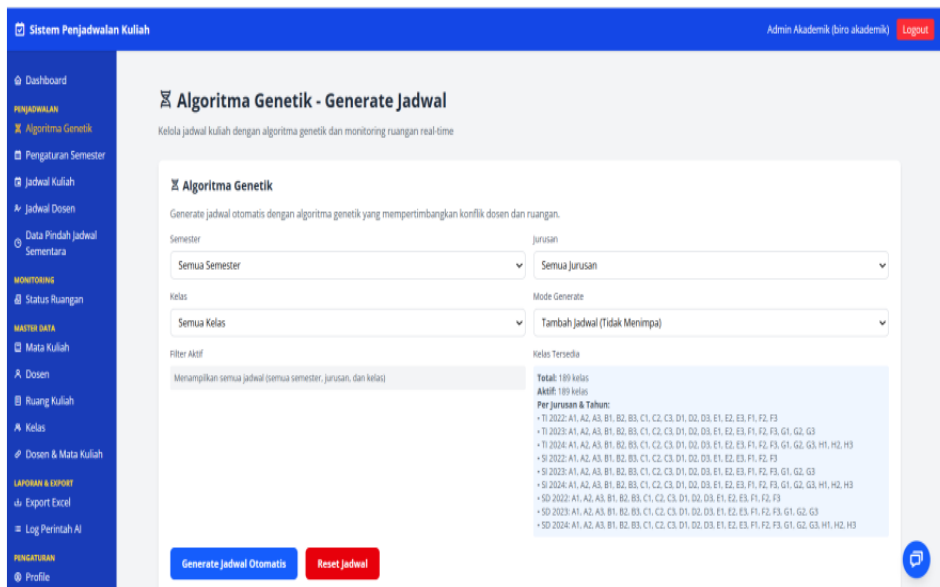 Sistem Penjadwalan Kuliah
Admin Akademik (biro akademik)
Logout
Dashboard
PENJADWALAN
Algoritma Genetik
Pengaturan Semester
Jadwal Kuliah
Jadwal Dosen
Data Pindah Jadwal
Sementara
MONITORING
Status Ruangan
MASTER DATA
Mata Kuliah
Dosen
Ruang Kuliah
Kelas
Dosen & Mata Kuliah
LAPORAN & EXPORT
Export Excel
Log Perintah AI
PENGATURAN
Profile
Algoritma Genetik - Generate Jadwal
Kelola jadwal kuliah dengan algoritma genetik dan monitoring ruangan real-time
Algoritma Genetik
Generate jadwal otomatis dengan algoritma genetik yang mempertimbangkan konflik dosen dan ruangan.
Semester
Semua Semester
Jurusan
Semua Jurusan
Kelas
Semua Kelas
Mode Generate
Tambah Jadwal (Tidak Menimpa)
Filter Aktif
Menampilkan semua jadwal (semua semester, jurusan, dan kelas)
Kelas Tersedia
Total: 189 kelas
Aktif: 189 kelas
Per Jurusan & Tahun:
• TI 2022: A1, A2, A3, B1, B2, B3, C1, C2, C3, D1, D2, D3, E1, E2, E3, F1, F2, F3
• TI 2023: A1, A2, A3, B1, B2, B3, C1, C2, C3, D1, D2, D3, E1, E2, E3, F1, F2, F3, G1, G2, G3
• TI 2024: A1, A2, A3, B1, B2, B3, C1, C2, C3, D1, D2, D3, E1, E2, E3, F1, F2, F3, G1, G2, G3, H1, H2, H3
• SI 2022: A1, A2, A3, B1, B2, B3, C1, C2, C3, D1, D2, D3, E1, E2, E3, F1, F2, F3
• SI 2023: A1, A2, A3, B1, B2, B3, C1, C2, C3, D1, D2, D3, E1, E2, E3, F1, F2, F3, G1, G2, G3
• SI 2024: A1, A2, A3, B1, B2, B3, C1, C2, C3, D1, D2, D3, E1, E2, E3, F1, F2, F3, G1, G2, G3, H1, H2, H3
• SD 2022: A1, A2, A3, B1, B2, B3, C1, C2, C3, D1, D2, D3, E1, E2, E3, F1, F2, F3
• SD 2023: A1, A2, A3, B1, B2, B3, C1, C2, C3, D1, D2, D3, E1, E2, E3, F1, F2, F3, G1, G2, G3
• SD 2024: A1, A2, A3, B1, B2, B3, C1, C2, C3, D1, D2, D3, E1, E2, E3, F1, F2, F3, G1, G2, G3, H1, H2, H3
Generate Jadwal Otomatis
Reset Jadwal